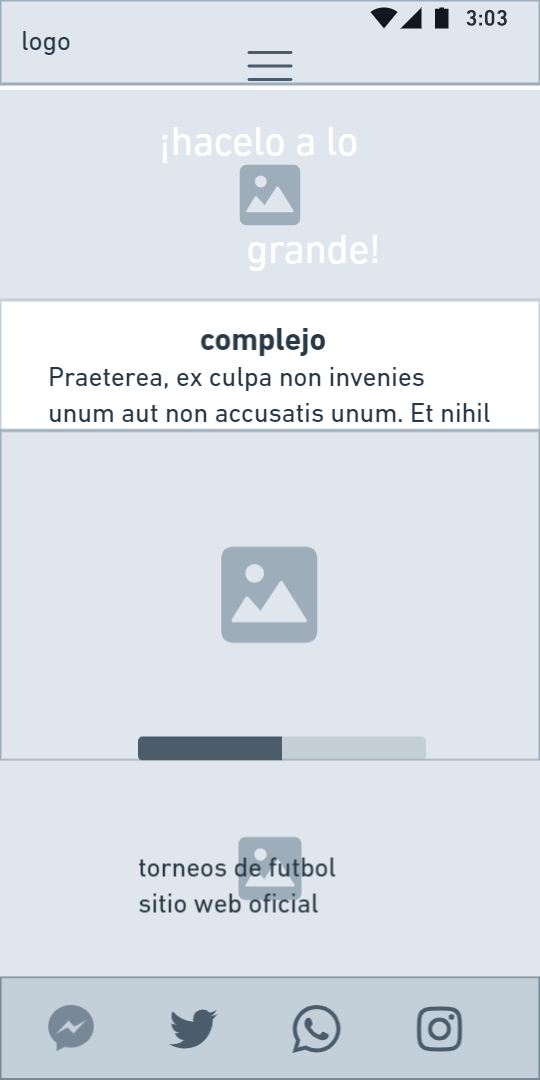 3:03
logo
¡hacelo a lo
grande!
complejo
Praeterea, ex culpa non invenies
unum aut non accusatis unum. Et nihil
torneos de futbol
sitio web oficial